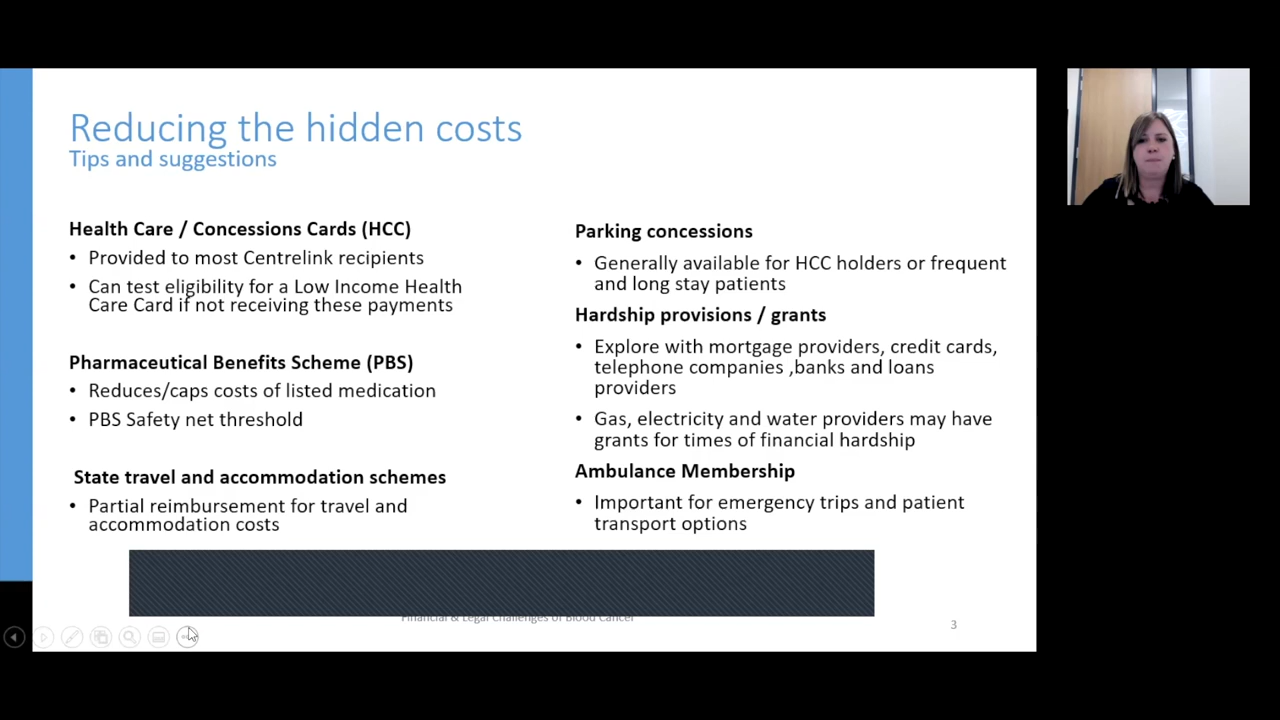 Reducing the hidden costs
Tips and suggestions
Health Care / Concessions Cards (HCC)
• Provided to most Centrelink recipients
• Can test eligibility for a Low Income Health
Care Card if not receiving these payments
Pharmaceutical Benefits Scheme (PBS)
• Reduces/caps costs of listed medication
• PBS Safety net threshold
State travel and accommodation schemes
• Partial reimbursement for travel and
accommodation costs
Parking concessions
• Generally available for HCC holders or frequent
and long stay patients
Hardship provisions / grants
• Explore with mortgage providers, credit cards,
telephone companies ,banks and loans
providers
• Gas, electricity and water providers may have
grants for times of financial hardship
Ambulance Membership
• Important for emergency trips and patient
transport options
Financial & Legal Challenges of Blood Cancer
3